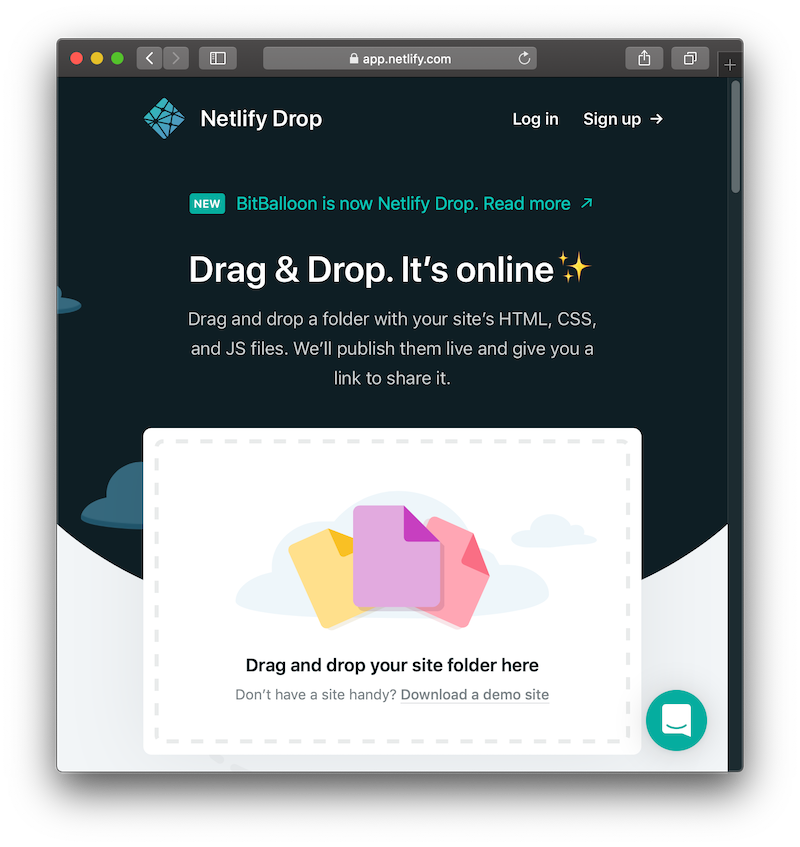 app.netlify.com
Netlify Drop
Log in
Sign up →
NEW
BitBalloon is now Netlify Drop. Read more ↗
Drag & Drop. It’s online✨
Drag and drop a folder with your site’s HTML, CSS,
and JS files. We’ll publish them live and give you a
link to share it.
Drag and drop your site folder here
Don’t have a site handy? Download a demo site